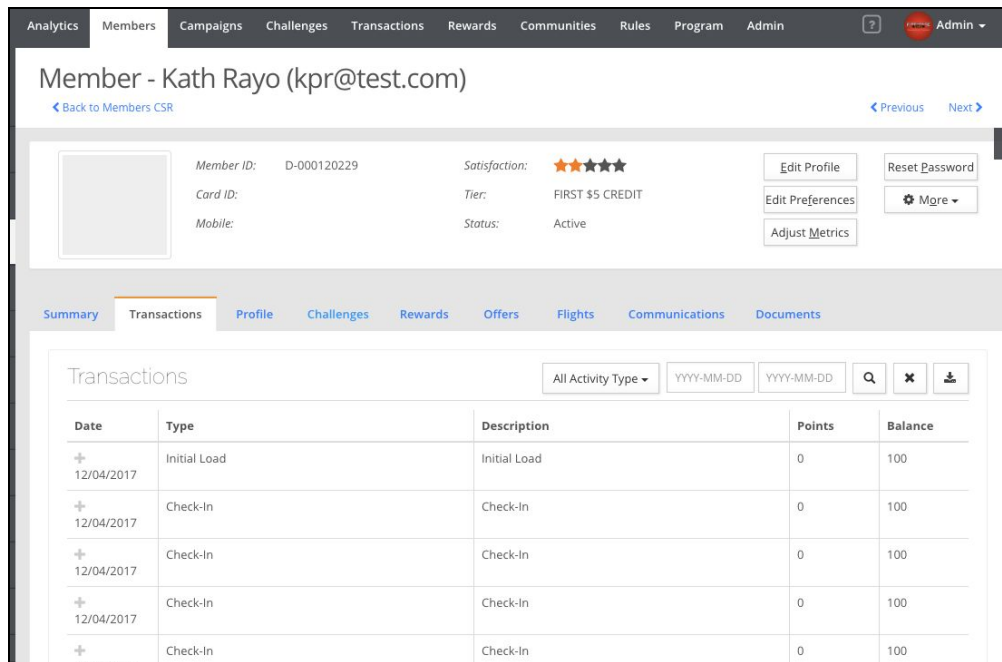 Analytics Members Campaigns Challenges Transactions Rewards Communities Rules Program Admin ? Admin
Member - Kath Rayo (kpr@test.com)
Back to Members CSR Previous Next
Member ID: D-000120229 Satisfaction: Edit Profile Reset Password
Card ID: Tier: FIRST $5 CREDIT Edit Preferences More
Mobile: Status: Active Adjust Metrics
Summary Transactions Profile Challenges Rewards Offers Flights Communications Documents
Transactions All Activity Type YYYY-MM-DD YYYY-MM-DD
Date Type Description Points Balance
12/04/2017 Initial Load Initial Load 0 100
12/04/2017 Check-In Check-In 0 100
12/04/2017 Check-In Check-In 0 100
12/04/2017 Check-In Check-In 0 100
Check-In Check-In 0 100